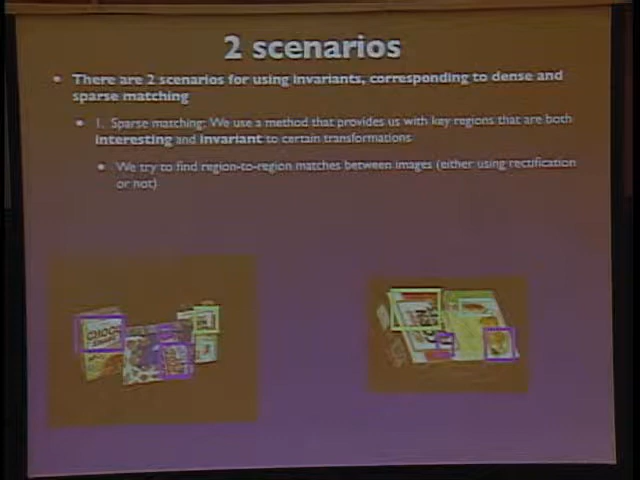 2 scenarios
• There are 2 scenarios for using invariants, corresponding to dense and
sparse matching
• 1. Sparse matching: We use a method that provides us with key regions that are both
interesting and invariant to certain transformations
• We try to find region-to-region matches between images (either using rectification
or not)